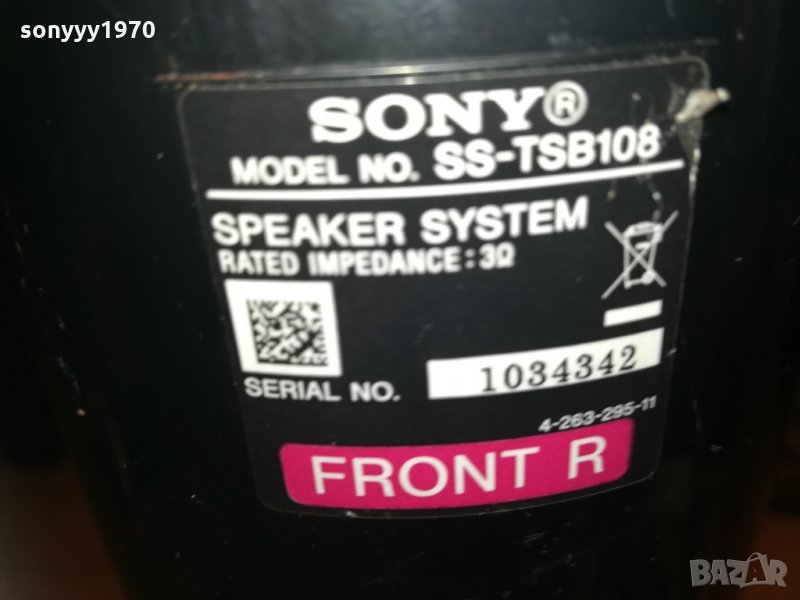 sonyyy1970
SONY®
MODEL NO. SS-TSB108
SPEAKER SYSTEM
RATED IMPEDANCE: 3Ω
SERIAL NO. 1034342
4-263-295-11
FRONT R
BAZAR